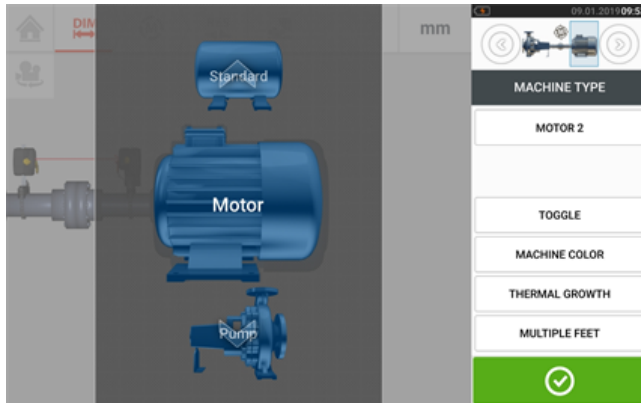 09.01.2019 09:5
DIM
mm
Standard
Motor
Pump
MACHINE TYPE
MOTOR 2
TOGGLE
MACHINE COLOR
THERMAL GROWTH
MULTIPLE FEET